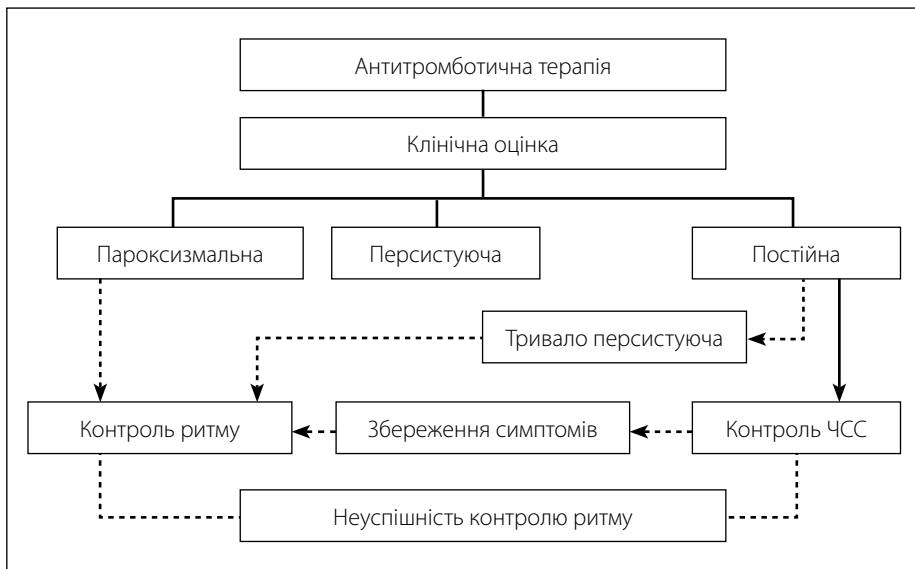 Антитромботична терапія
Клінічна оцінка
Пароксизмальна
Персистуюча
Постійна
Тривало персистуюча
Контроль ритму
Збереження симптомів
Контроль ЧСС
Неуспішність контролю ритму